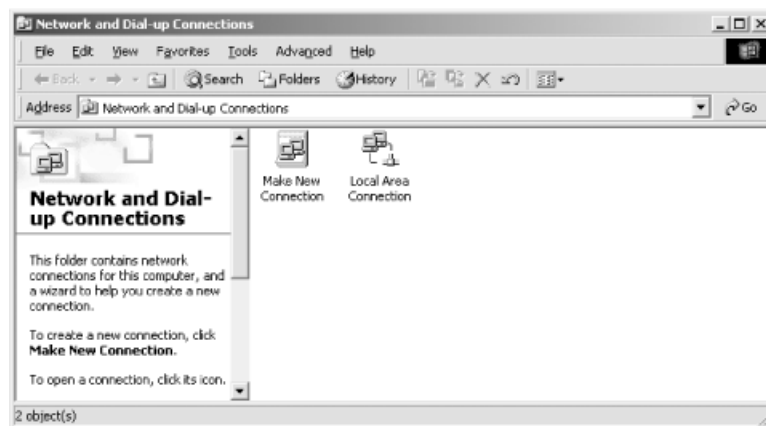 Network and Dial-up Connections
File Edit View Favorites Tools Advanced Help
Back Search Folders History
Address Network and Dial-up Connections Go
Make New Connection
Local Area Connection
Network and Dial-
up Connections
This folder contains network
connections for this computer, and
a wizard to help you create a new
connection.
To create a new connection, click
Make New Connection.
To open a connection, click its icon.
2 object(s)